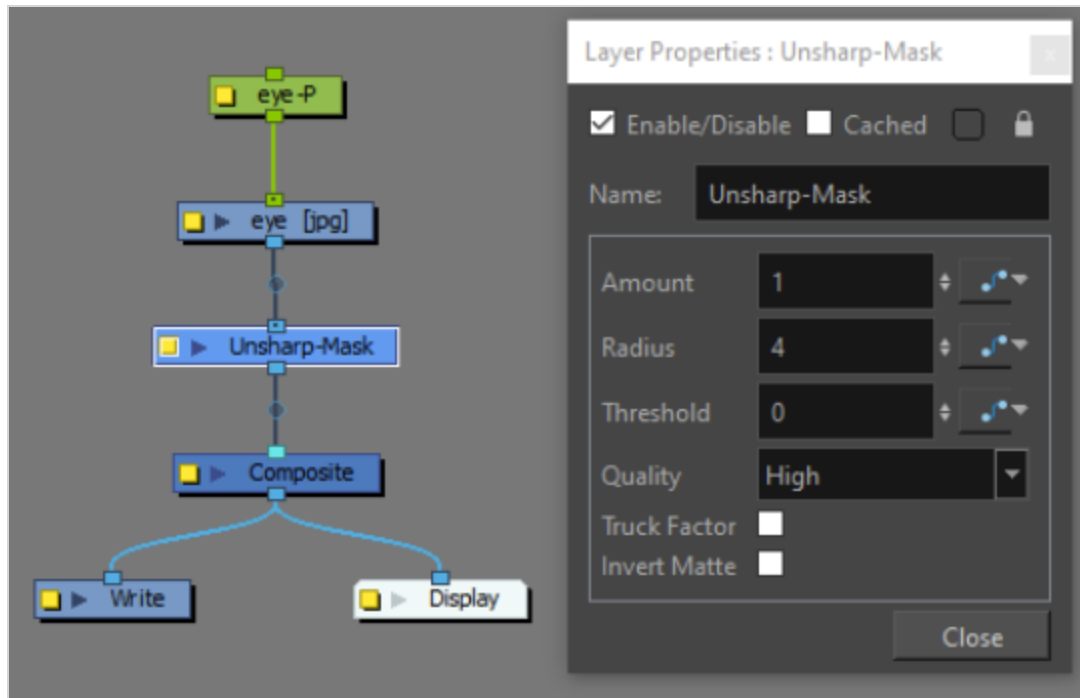 eye-P
eye [jpg]
Unsharp-Mask
Composite
Write
Display
Layer Properties : Unsharp-Mask
x
Enable/Disable
Cached
Name: Unsharp-Mask
Amount 1
Radius 4
Threshold 0
Quality High
Truck Factor
Invert Matte
Close